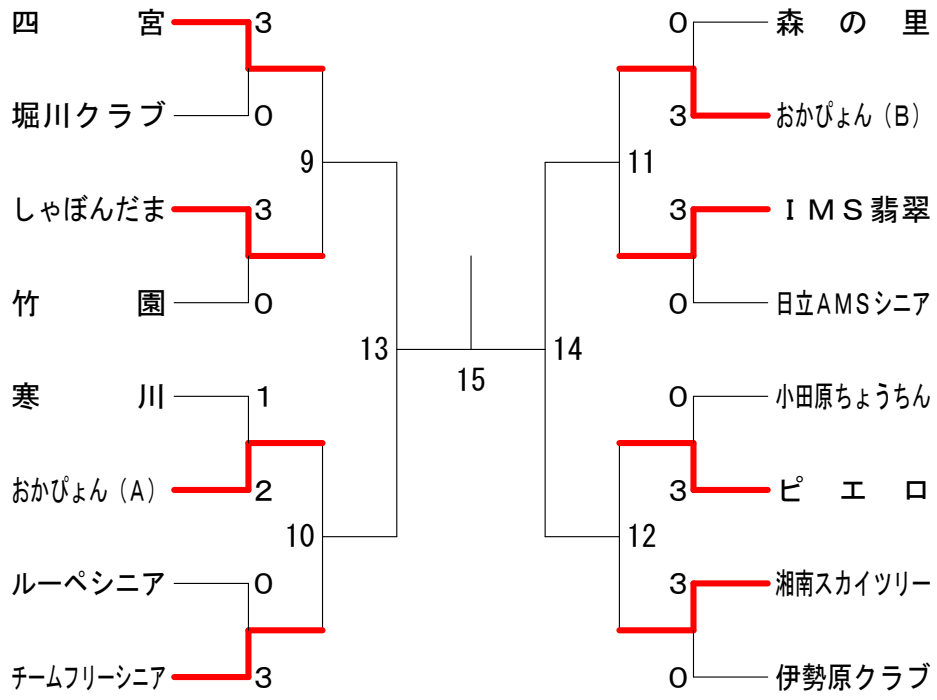 四宮 3
堀川クラブ 0
9
しゃぼんだま 3
竹園 0
13
寒川 1
おかぴょん（A） 2
10
ルーペシニア 0
チームフリーシニア 3
15
0 森の里
3 おかぴょん（B）
11
3 ＩＭＳ翡翠
0 日立AMSシニア
14
0 小田原ちょうちん
3 ピエロ
12
3 湘南スカイツリー
0 伊勢原クラブ